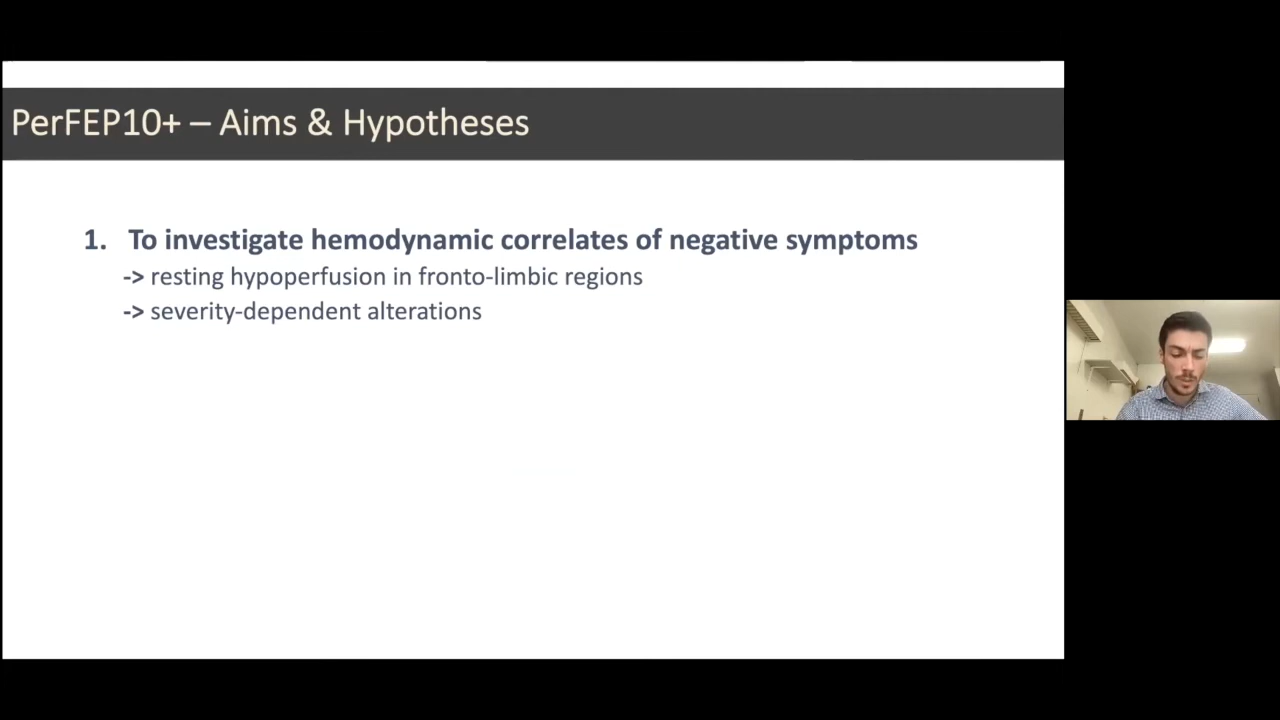 PerFEP10+ – Aims & Hypotheses
1. To investigate hemodynamic correlates of negative symptoms
-> resting hypoperfusion in fronto-limbic regions
-> severity-dependent alterations